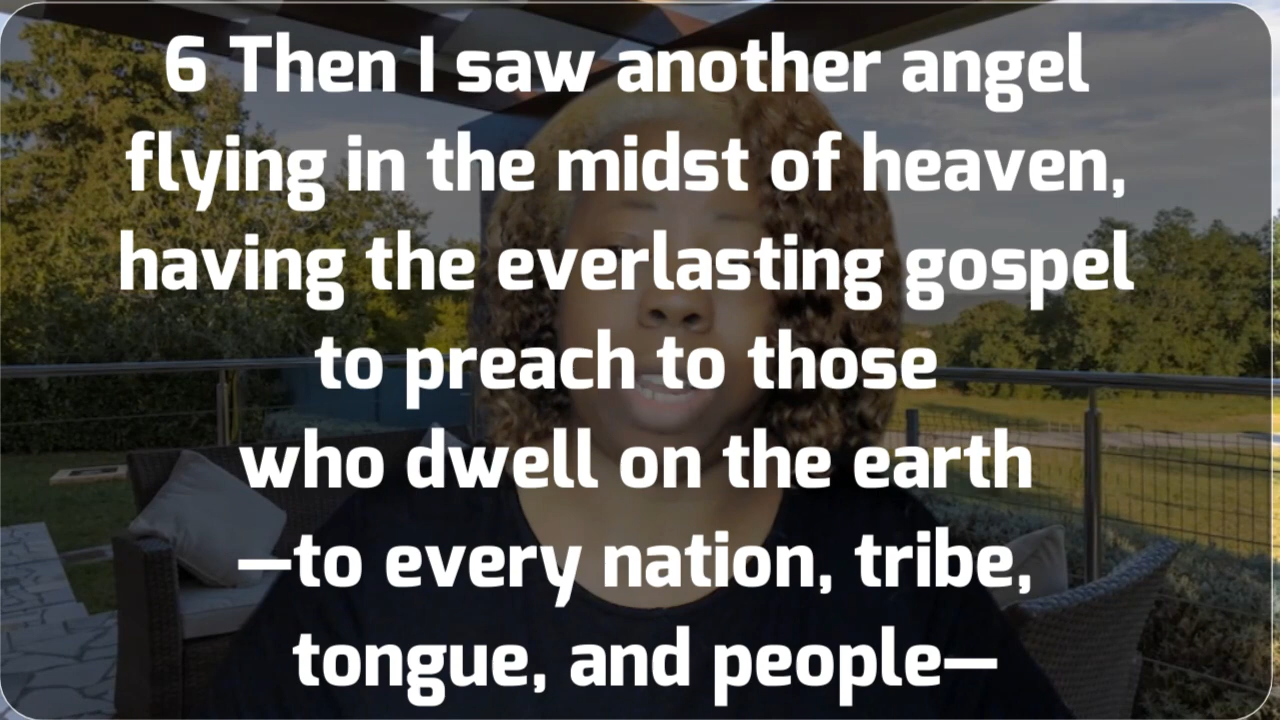 6 Then I saw another angel
flying in the midst of heaven,
having the everlasting gospel
to preach to those
who dwell on the earth
—to every nation, tribe,
tongue, and people—